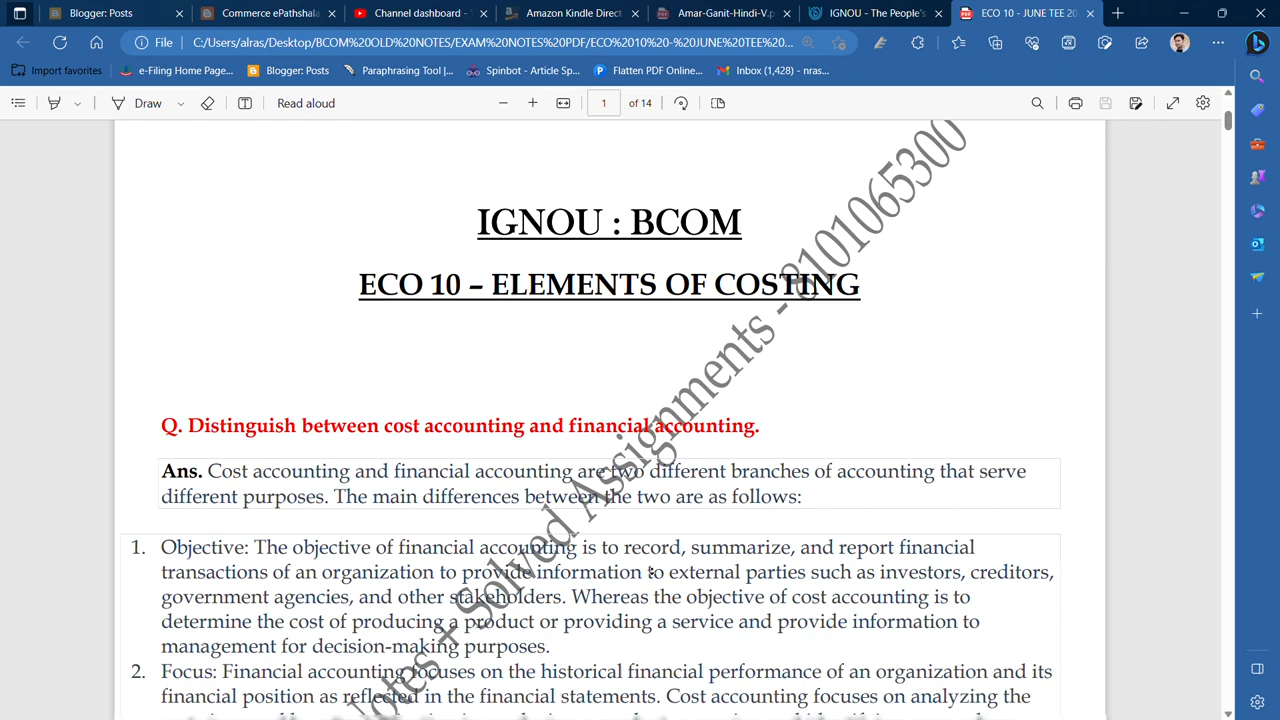 Blogger: Posts
Commerce ePathshala
Channel dashboard -
Amazon Kindle Direct
Amar-Ganit-Hindi-V.p
IGNOU - The People's
ECO 10 - JUNE TEE 20
File
C:/Users/alras/Desktop/BCOM%20OLD%20NOTES/EXAM%20NOTES%20PDF/ECO%2010%20-%20JUNE%20TEE%20...
Import favorites
e-Filing Home Page...
Blogger: Posts
Paraphrasing Tool |...
Spinbot - Article Sp...
Flatten PDF Online...
Inbox (1,428) - nras...
Draw
Read aloud
1 of 14
IGNOU : BCOM
ECO 10 – ELEMENTS OF COSTING
Q. Distinguish between cost accounting and financial accounting.
Ans. Cost accounting and financial accounting are two different branches of accounting that serve
different purposes. The main differences between the two are as follows:
1. Objective: The objective of financial accounting is to record, summarize, and report financial
transactions of an organization to provide information to external parties such as investors, creditors,
government agencies, and other stakeholders. Whereas the objective of cost accounting is to
determine the cost of producing a product or providing a service and provide information to
management for decision-making purposes.
2. Focus: Financial accounting focuses on the historical financial performance of an organization and its
financial position as reflected in the financial statements. Cost accounting focuses on analyzing the
Notes + Solved Assignments - 8101065300